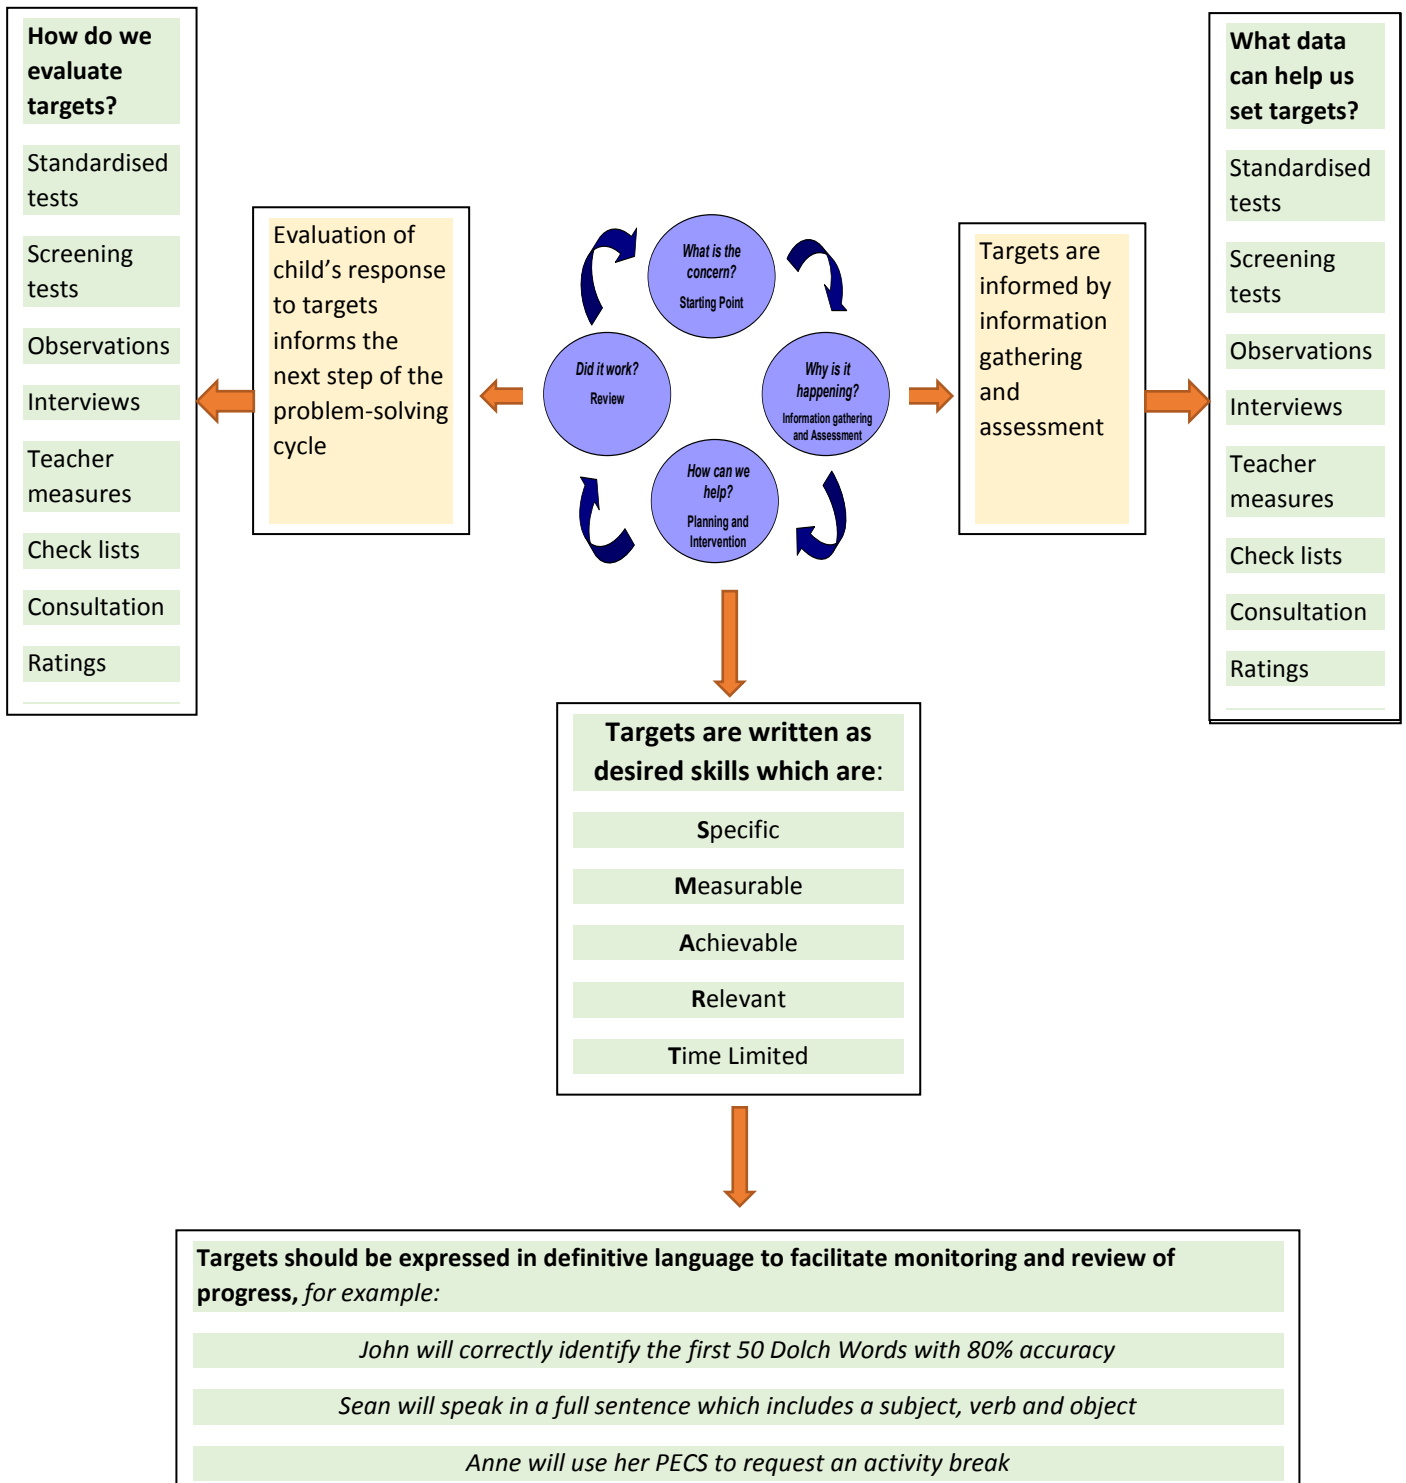 How do we
evaluate
targets?
Standardised
tests
Screening
tests
Observations
Interviews
Teacher
measures
Check lists
Consultation
Ratings
Evaluation of
child’s response
to targets
informs the
next step of the
problem-solving
cycle
What is the
concern?
Starting Point
Did it work?
Review
Why is it
happening?
Information gathering
and Assessment
How can we
help?
Planning and
Intervention
Targets are
informed by
information
gathering
and
assessment
What data
can help us
set targets?
Standardised
tests
Screening
tests
Observations
Interviews
Teacher
measures
Check lists
Consultation
Ratings
Targets are written as
desired skills which are:
Specific
Measurable
Achievable
Relevant
Time Limited
Targets should be expressed in definitive language to facilitate monitoring and review of
progress, for example:
John will correctly identify the first 50 Dolch Words with 80% accuracy
Sean will speak in a full sentence which includes a subject, verb and object
Anne will use her PECS to request an activity break